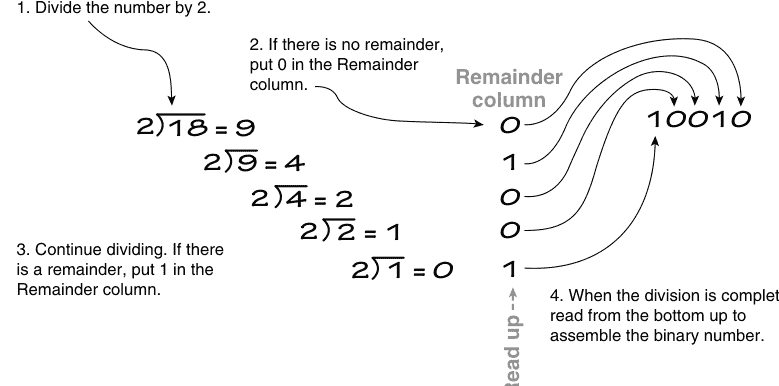 1. Divide the number by 2.
2. If there is no remainder,
put 0 in the Remainder
column.
Remainder
column
2)18 = 9
0
10010
2)9 = 4
1
2)4 = 2
0
2)2 = 1
0
3. Continue dividing. If there
is a remainder, put 1 in the
Remainder column.
2)1 = 0
1
4. When the division is complet
read from the bottom up to
assemble the binary number.
ead up